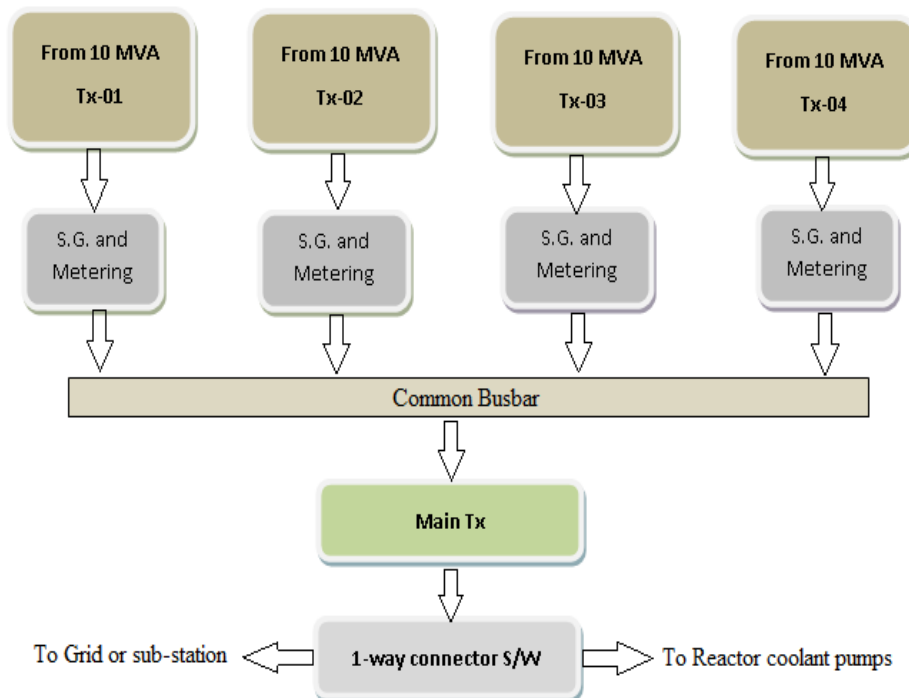 From 10 MVA
Tx-01
From 10 MVA
Tx-02
From 10 MVA
Tx-03
From 10 MVA
Tx-04
S.G. and
Metering
S.G. and
Metering
S.G. and
Metering
S.G. and
Metering
Common Busbar
Main Tx
To Grid or sub-station
1-way connector S/W
To Reactor coolant pumps